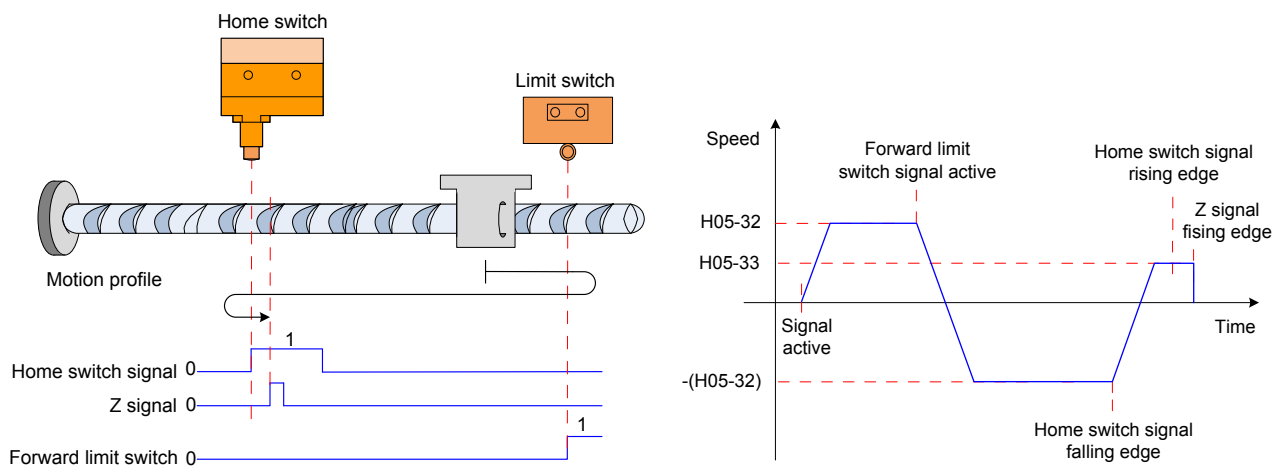 Home switch
Limit switch
Motion profile
1
Home switch signal 0
Z signal 0
1
Forward limit switch 0
Speed
Forward limit
switch signal active
Home switch signal
rising edge
Z signal
fising edge
H05-32
H05-33
Signal
active
Time
-(H05-32)
Home switch signal
falling edge